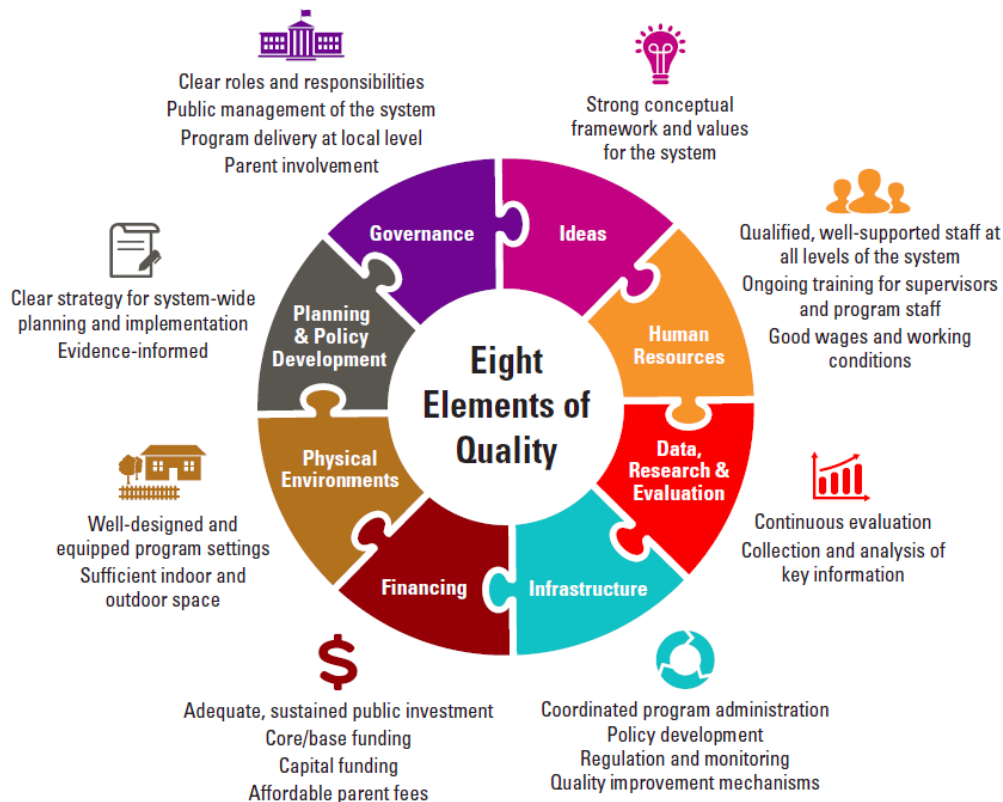 Clear roles and responsibilities
Public management of the system
Program delivery at local level
Parent involvement
Strong conceptual
framework and values
for the system
Governance
Ideas
Qualified, well-supported staff at
all levels of the system
Ongoing training for supervisors
and program staff
Good wages and working
conditions
Clear strategy for system-wide
planning and implementation
Evidence-informed
Planning
& Policy
Development
Human
Resources
Eight
Elements of
Quality
Physical
Environments
Data,
Research &
Evaluation
Well-designed and
equipped program settings
Sufficient indoor and
outdoor space
Continuous evaluation
Collection and analysis of
key information
Financing
Infrastructure
$
Adequate, sustained public investment
Core/base funding
Capital funding
Affordable parent fees
Coordinated program administration
Policy development
Regulation and monitoring
Quality improvement mechanisms